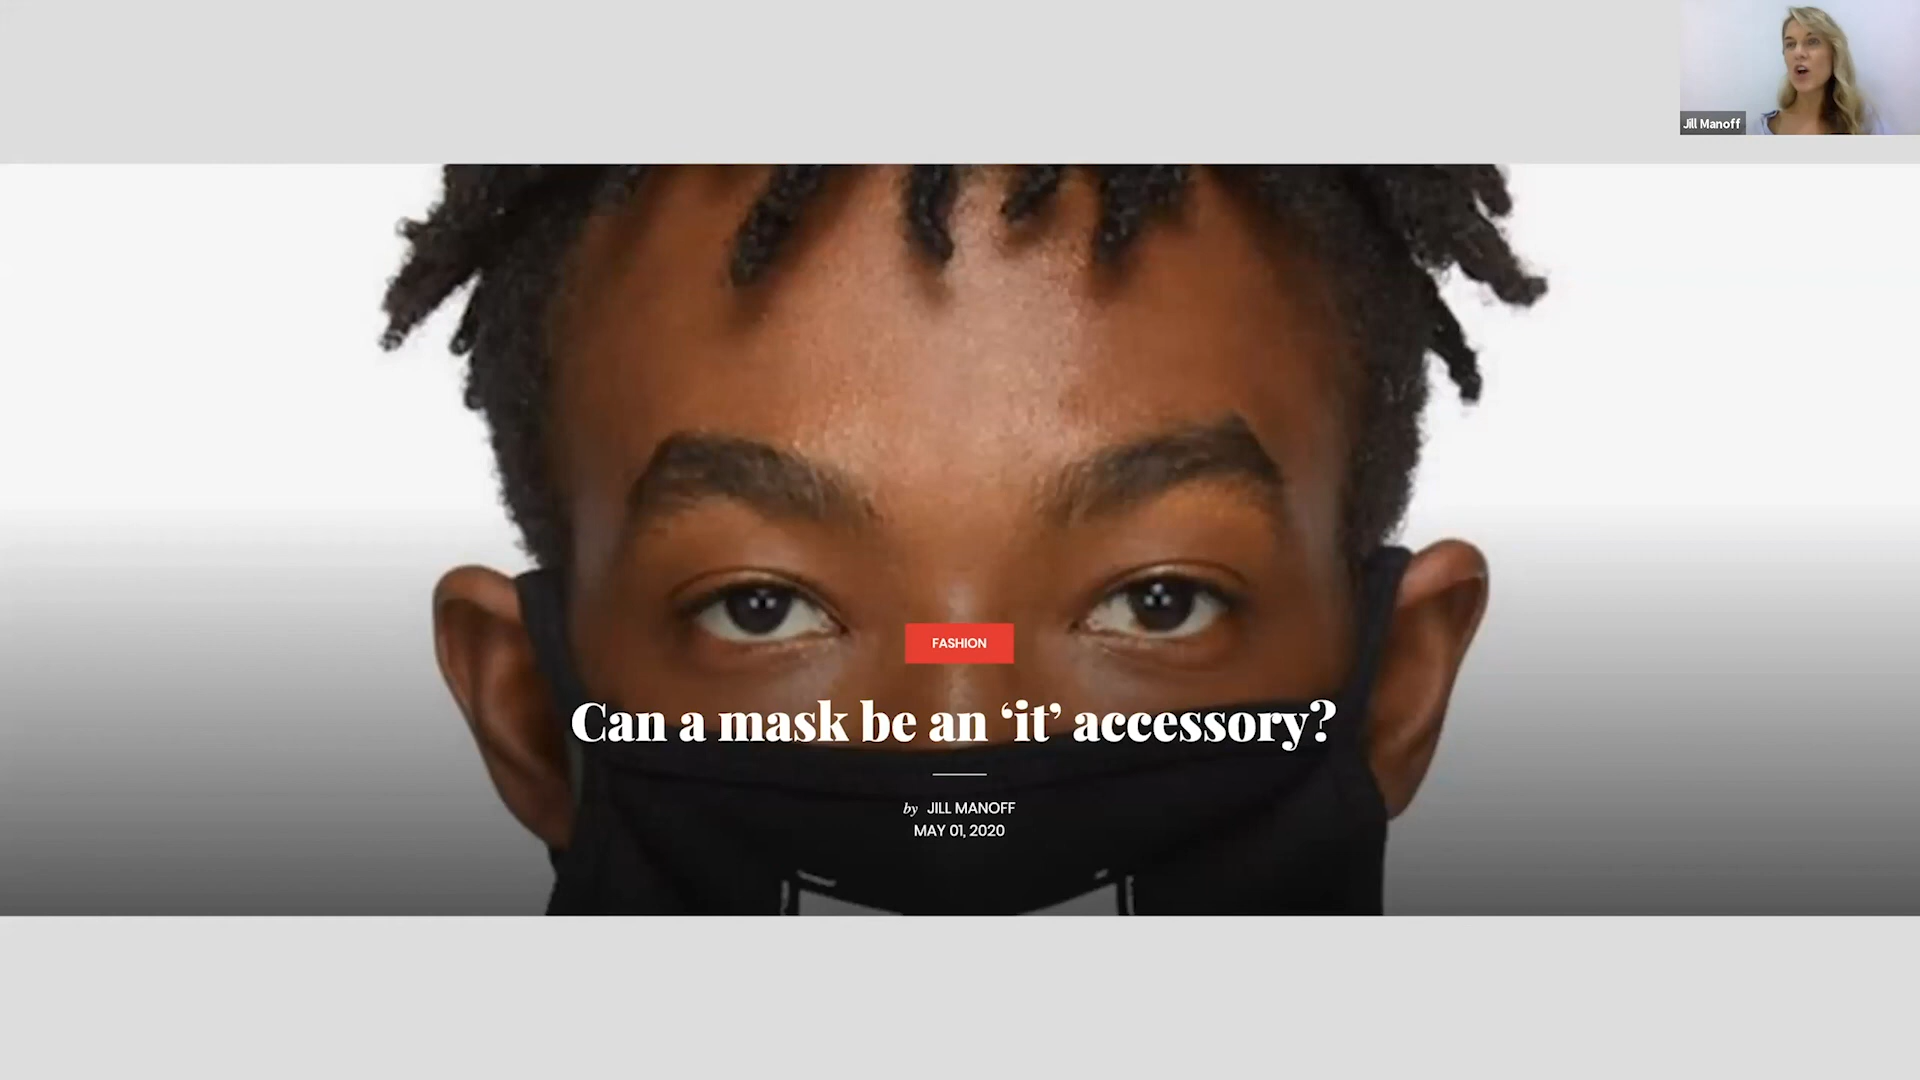 Jill Manoff
FASHION
Can a mask be an ‘it’ accessory?
by JILL MANOFF
MAY 01, 2020